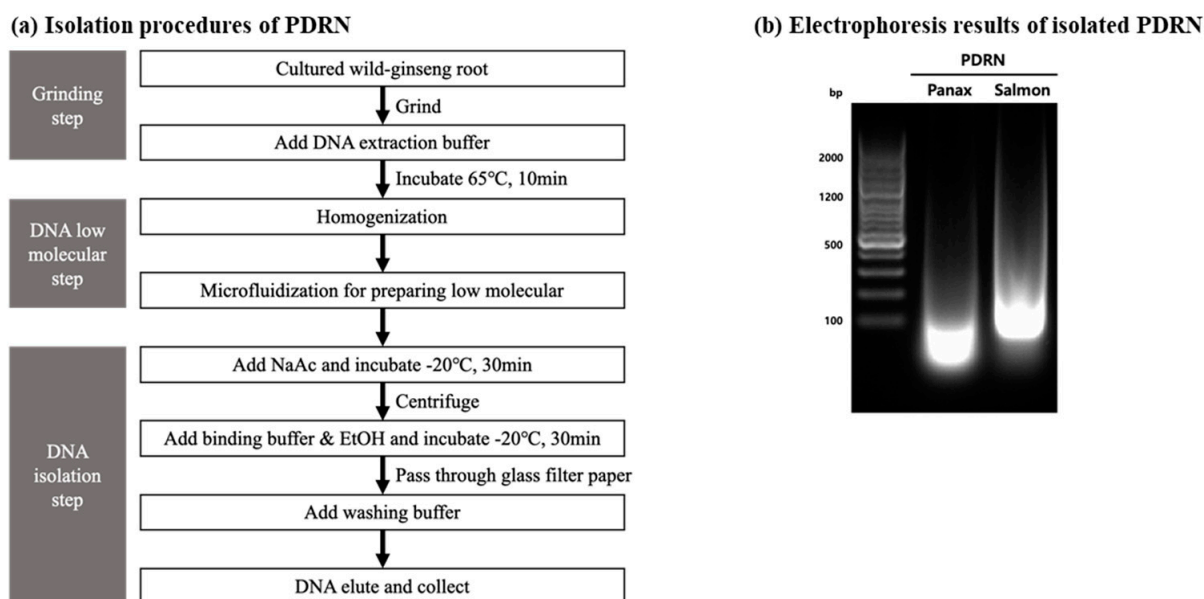 (a) Isolation procedures of PDRN
Grinding
step
Cultured wild-ginseng root
Grind
Add DNA extraction buffer
Incubate 65℃, 10min
DNA low
molecular
step
Homogenization
Microfluidization for preparing low molecular
DNA
isolation
step
Add NaAc and incubate -20℃, 30min
Centrifuge
Add binding buffer & EtOH and incubate -20℃, 30min
Pass through glass filter paper
Add washing buffer
DNA elute and collect
(b) Electrophoresis results of isolated PDRN
PDRN
bp
Panax
Salmon
2000
1200
500
100